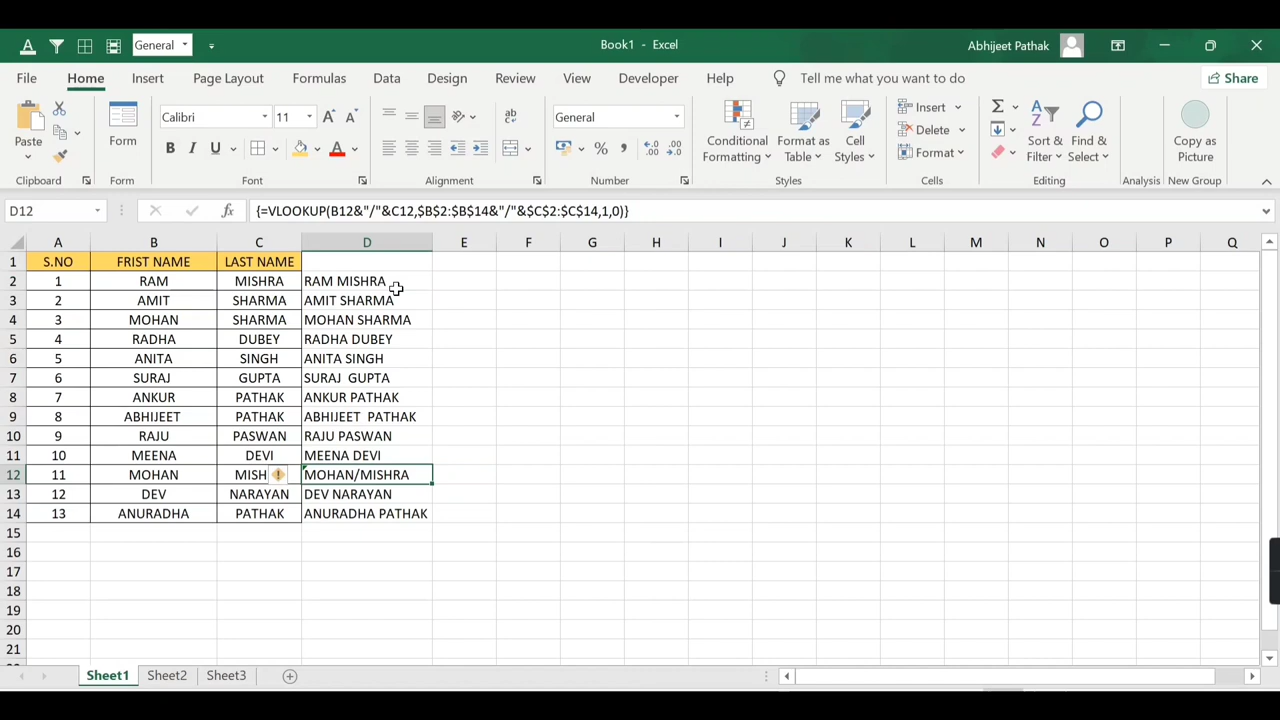 General
Book1 - Excel
Abhijeet Pathak
File Home Insert Page Layout Formulas Data Design Review View Developer Help Tell me what you want to do Share
Paste
Form
Calibri 11
B I U
General
Conditional Formatting
Format as Table
Cell Styles
Insert
Delete
Format
Sort & Filter
Find & Select
Copy as Picture
Clipboard Form Font Alignment Number Styles Cells Editing Analysis New Group
D12 fx {=VLOOKUP(B12&"/"&C12,$B$2:$B$14&"/"&$C$2:$C$14,1,0)}
A B C D E F G H I J K L M N O P Q
1 S.NO FRIST NAME LAST NAME
2 1 RAM MISHRA RAM MISHRA
3 2 AMIT SHARMA AMIT SHARMA
4 3 MOHAN SHARMA MOHAN SHARMA
5 4 RADHA DUBEY RADHA DUBEY
6 5 ANITA SINGH ANITA SINGH
7 6 SURAJ GUPTA SURAJ  GUPTA
8 7 ANKUR PATHAK ANKUR PATHAK
9 8 ABHIJEET PATHAK ABHIJEET  PATHAK
10 9 RAJU PASWAN RAJU PASWAN
11 10 MEENA DEVI MEENA DEVI
12 11 MOHAN MISH MOHAN/MISHRA
13 12 DEV NARAYAN DEV NARAYAN
14 13 ANURADHA PATHAK ANURADHA PATHAK
15
16
17
18
19
20
21
Sheet1 Sheet2 Sheet3